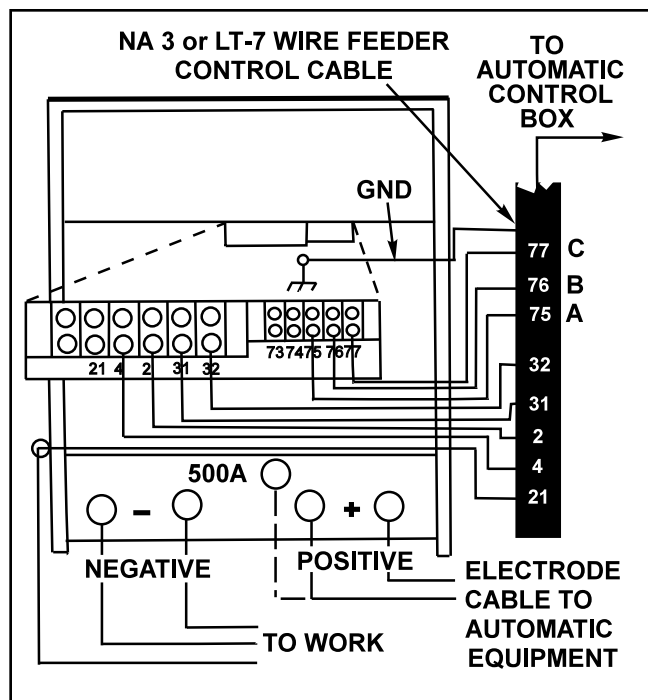 NA 3 or LT-7 WIRE FEEDER
CONTROL CABLE
TO
AUTOMATIC
CONTROL
BOX
GND
77 C
76 B
75 A
32
31
2
4
21
73 74 75 76 77
21 4 2 31 32
500A
- +
NEGATIVE
POSITIVE
TO WORK
ELECTRODE
CABLE TO
AUTOMATIC
EQUIPMENT